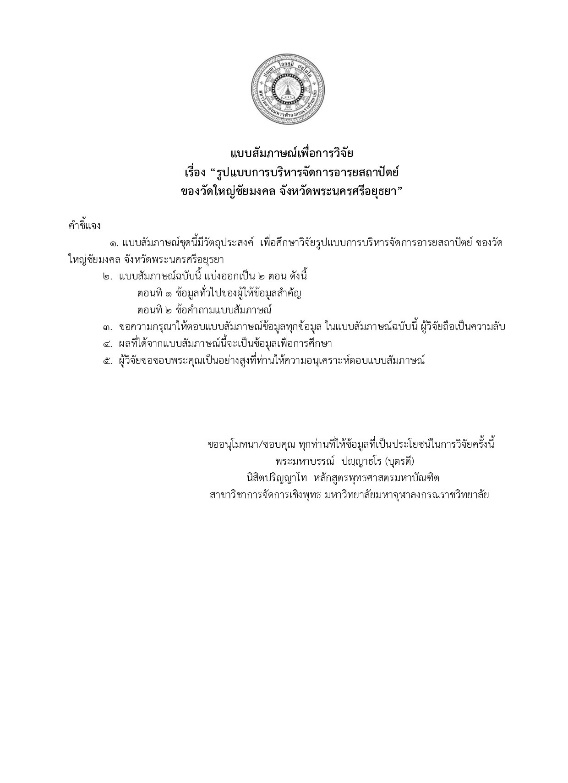 แบบสัมภาษณ์เพื่อการวิจัย
เรื่อง “รูปแบบการบริหารจัดการอารยสถาปัตย์
ของวัดใหญ่ชัยมงคล จังหวัดพระนครศรีอยุธยา”
คำชี้แจง
๑. แบบสัมภาษณ์ชุดนี้มีวัตถุประสงค์ เพื่อศึกษาวิจัยรูปแบบการบริหารจัดการอารยสถาปัตย์ ของวัด
ใหญ่ชัยมงคล จังหวัดพระนครศรีอยุธยา
๒. แบบสัมภาษณ์ฉบับนี้ แบ่งออกเป็น ๒ ตอน ดังนี้
ตอนที่ ๑ ข้อมูลทั่วไปของผู้ให้ข้อมูลสำคัญ
ตอนที่ ๒ ข้อคำถามแบบสัมภาษณ์
๓. ขอความกรุณาให้ตอบแบบสัมภาษณ์ข้อมูลทุกข้อมูล ในแบบสัมภาษณ์ฉบับนี้ ผู้วิจัยถือเป็นความลับ
๔. ผลที่ได้จากแบบสัมภาษณ์นี้จะเป็นข้อมูลเพื่อการศึกษา
๕. ผู้วิจัยขอขอบพระคุณเป็นอย่างสูงที่ท่านให้ความอนุเคราะห์ตอบแบบสัมภาษณ์
ขออนุโมทนา/ขอบคุณ ทุกท่านที่ให้ข้อมูลที่เป็นประโยชน์ในการวิจัยครั้งนี้
พระมหาบรรณ์ ปญฺญาธโร (บุตรดี)
นิสิตปริญญาโท หลักสูตรพุทธศาสตรมหาบัณฑิต
สาขาวิชาการจัดการเชิงพุทธ มหาวิทยาลัยมหาจุฬาลงกรณราชวิทยาลัย